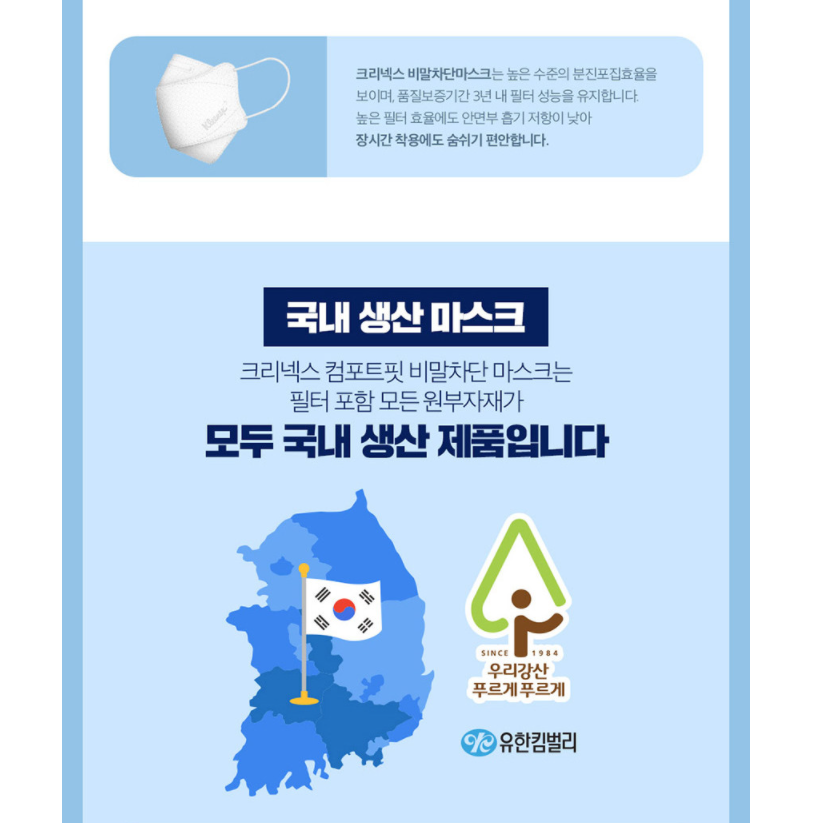 크리넥스 비말차단마스크는 높은 수준의 분진포집효율을
보이며, 품질보증기간 3년 내 필터 성능을 유지합니다.
높은 필터 효율에도 안면부 흡기 저항이 낮아
장시간 착용에도 숨쉬기 편안합니다.
Kleenex
국내 생산 마스크
크리넥스 컴포트핏 비말차단 마스크는
필터 포함 모든 원부자재가
모두 국내 생산 제품입니다
SINCE 1984
우리강산
푸르게 푸르게
유한킴벌리